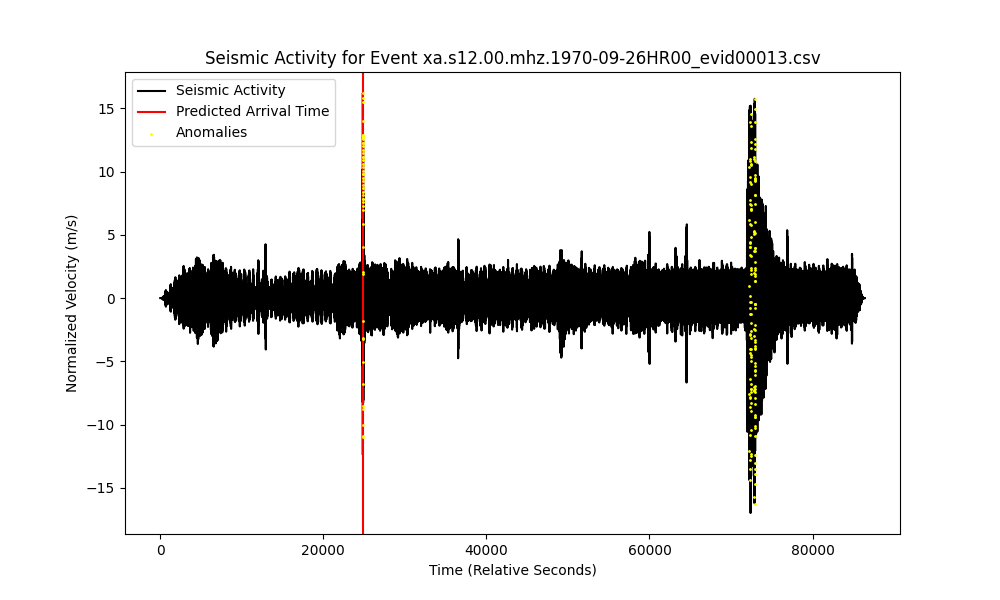 Seismic Activity for Event xa.s12.00.mhz.1970-09-26HR00_evid00013.csv
Seismic Activity
Predicted Arrival Time
Anomalies
Normalized Velocity (m/s)
15
10
5
0
−5
−10
−15
0 20000 40000 60000 80000
Time (Relative Seconds)